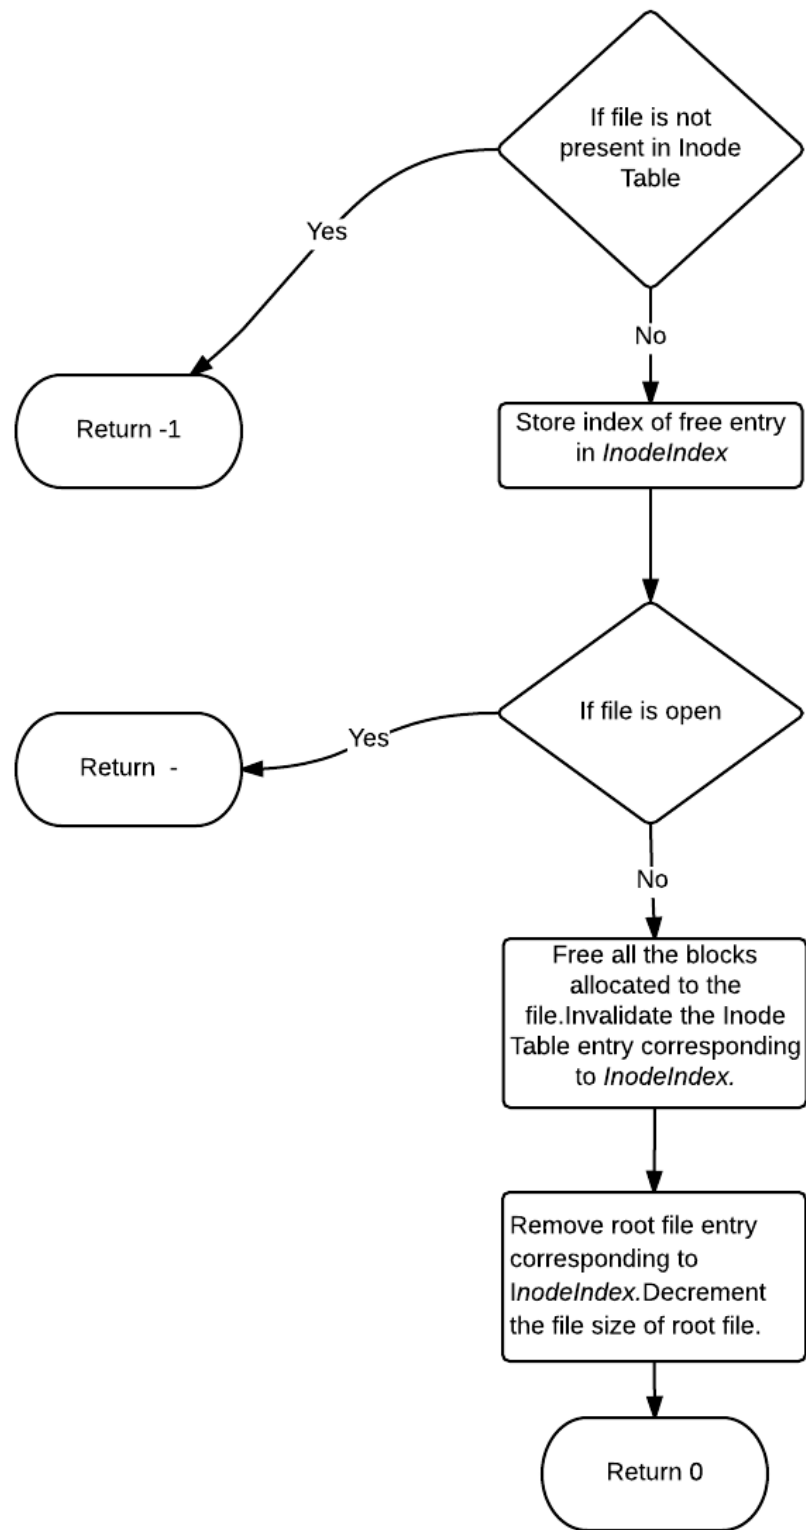 If file is not
present in Inode
Table
Yes
No
Return -1
Store index of free entry
in InodeIndex
If file is open
Yes
Return  -
No
Free all the blocks
allocated to the
file.Invalidate the Inode
Table entry corresponding
to InodeIndex.
Remove root file entry
corresponding to
InodeIndex.Decrement
the file size of root file.
Return 0